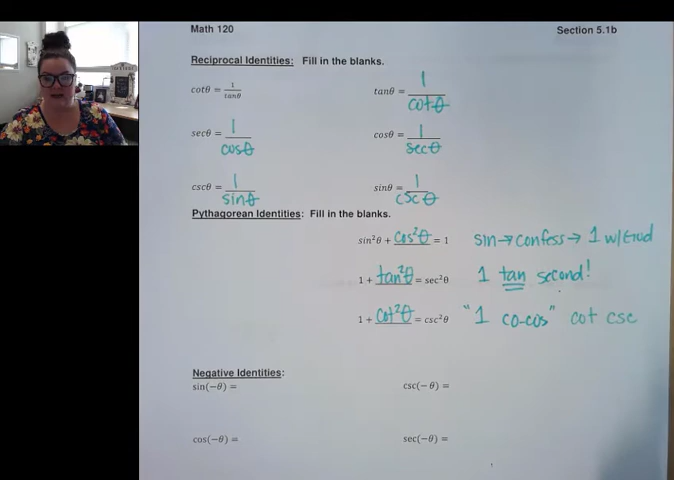 Math 120 Section 5.1b
Reciprocal Identities: Fill in the blanks.
cotθ = 1/tanθ tanθ = 1/cotθ
secθ = 1/cosθ cosθ = 1/secθ
cscθ = 1/sinθ sinθ = 1/cscθ
Pythagorean Identities: Fill in the blanks.
sin²θ + cos²θ = 1 sin→confess→ 1 w/God
1 + tan²θ = sec²θ 1 tan second!
1 + cot²θ = csc²θ "1 co-cos" cot csc
Negative Identities:
sin(−θ) = csc(−θ) =
cos(−θ) = sec(−θ) =